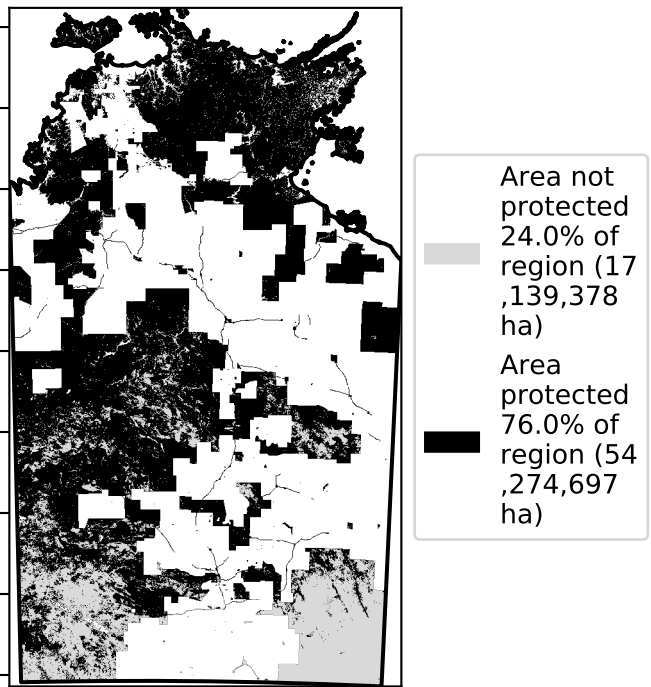 Area not
protected
24.0% of
region (17
,139,378
ha)
Area
protected
76.0% of
region (54
,274,697
ha)